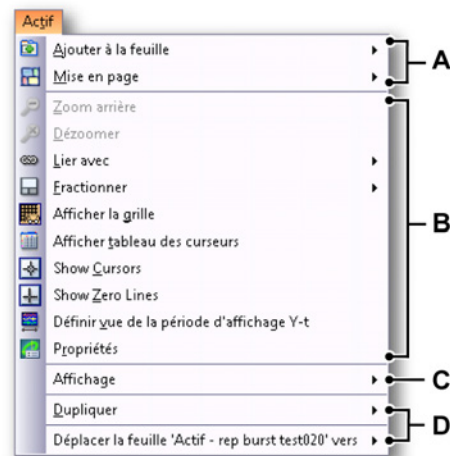 Actif
Ajouter à la feuille
Mise en page
A
Zoom arrière
Dézoomer
Lier avec
Fractionner
Afficher la grille
Afficher tableau des curseurs
Show Cursors
Show Zero Lines
Définir vue de la période d'affichage Y-t
Propriétés
B
Affichage
C
Dupliquer
Déplacer la feuille 'Actif - rep burst test020' vers
D